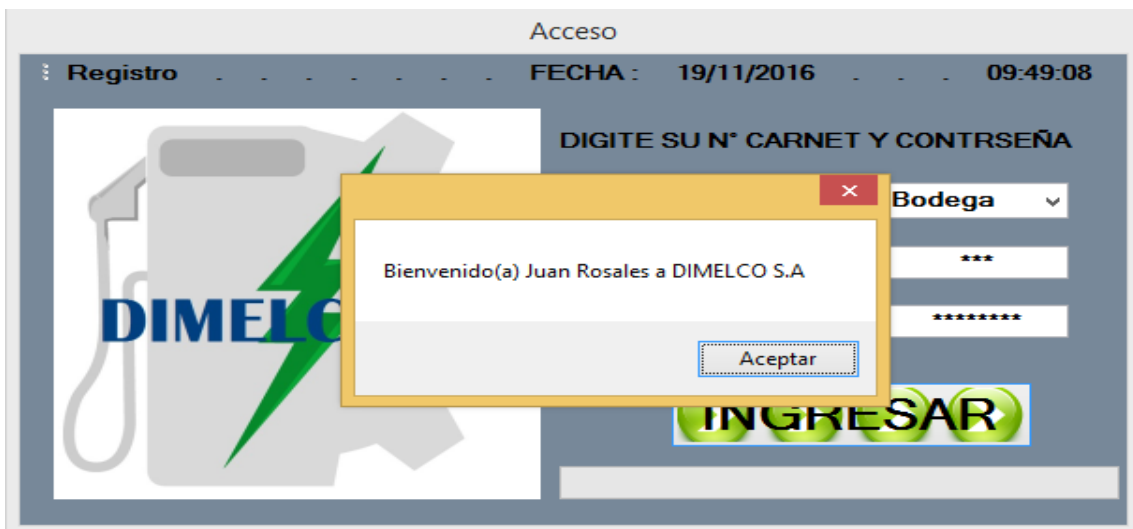 Acceso
Registro . . . . . . . FECHA : 19/11/2016 . . . 09:49:08
DIGITE SU N° CARNET Y CONTRSEÑA
Bodega
***
Bienvenido(a) Juan Rosales a DIMELCO S.A
DIMELC
********
Aceptar
INGRESAR